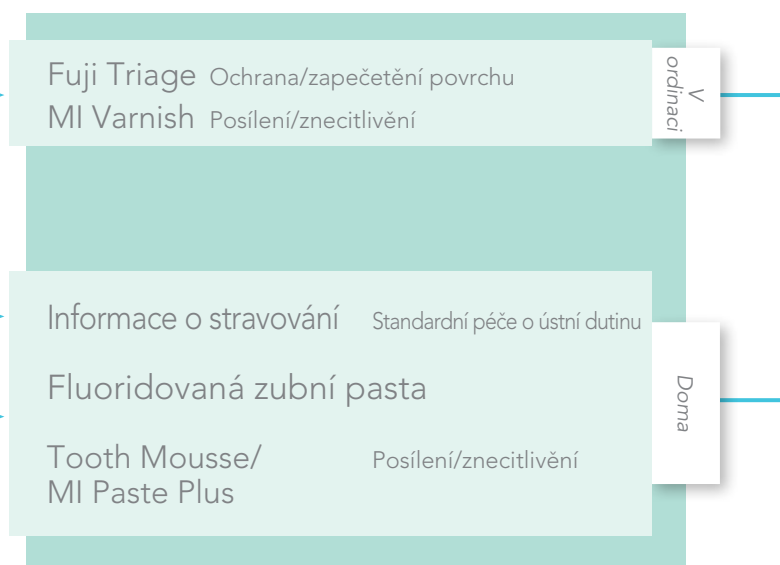 Fuji Triage Ochrana/zapečetění povrchu
MI Varnish Posílení/znecitlivění
V
ordinaci
Informace o stravování Standardní péče o ústní dutinu
Fluoridovaná zubní pasta
Tooth Mousse/ Posílení/znecitlivění
MI Paste Plus
Doma